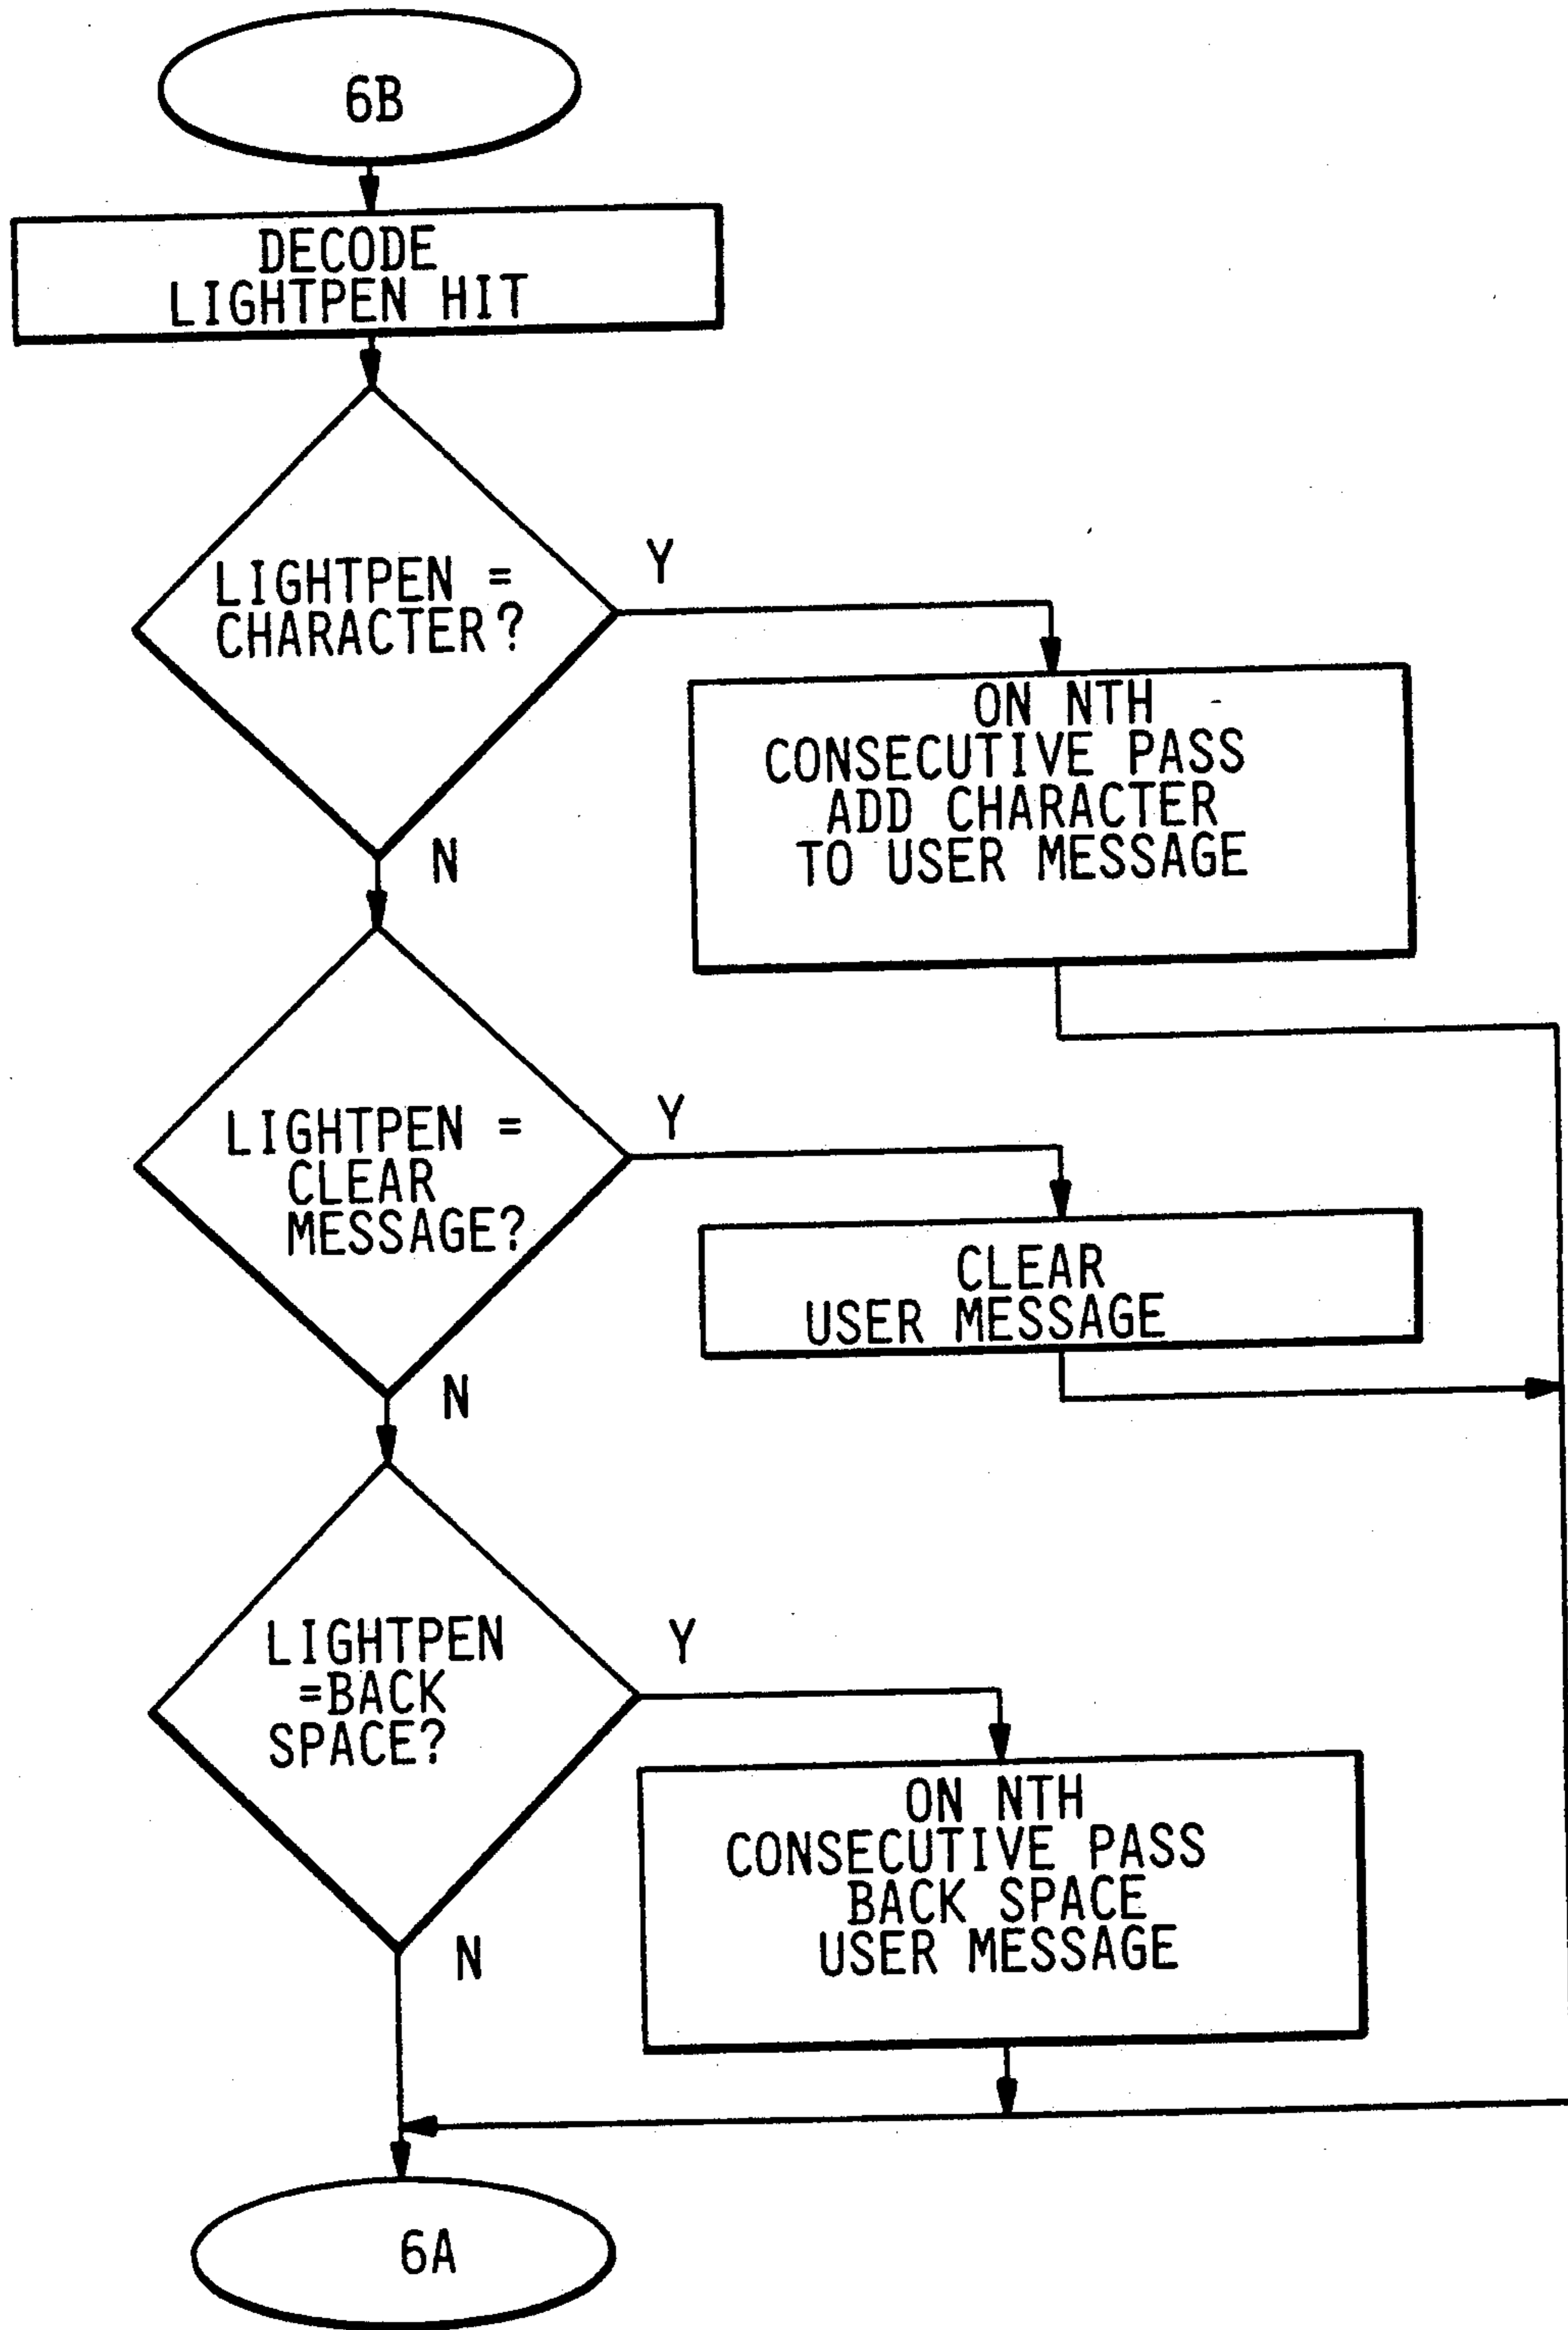 6B
DECODE
LIGHTPEN HIT
LIGHTPEN =
CHARACTER?
Y
ON NTH
CONSECUTIVE PASS
ADD CHARACTER
TO USER MESSAGE
N
LIGHTPEN =
CLEAR
MESSAGE?
Y
CLEAR
USER MESSAGE
N
LIGHTPEN
=BACK
SPACE?
Y
ON NTH
CONSECUTIVE PASS
BACK SPACE
USER MESSAGE
N
6A